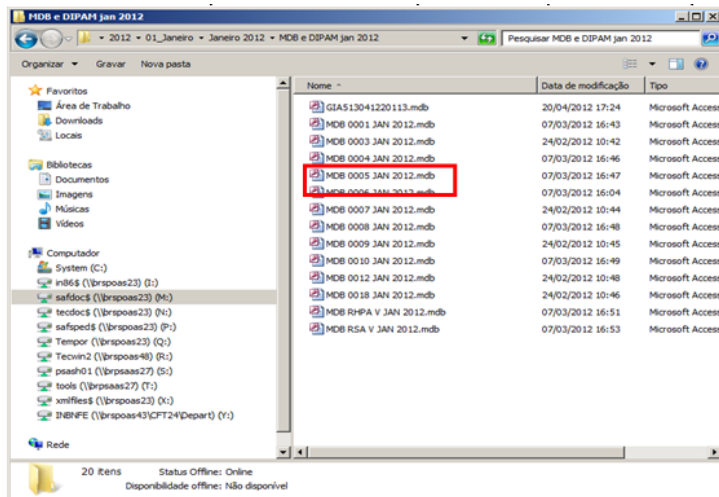 MDB e DIPAM jan 2012
2012 01_Janeiro Janeiro 2012 MDB e DIPAM jan 2012 Pesquisar MDB e DIPAM jan 2012
Organizar Gravar Nova pasta
Favoritos
Área de Trabalho
Downloads
Locais
Bibliotecas
Documentos
Imagens
Músicas
Vídeos
Computador
System (C:)
in86$ (\\brspoas23) (I:)
safdoc$ (\\brspoas23) (M:)
tecdoc$ (\\brspoas23) (N:)
safsped$ (\\brspoas23) (P:)
Tempor (\\brspoas23) (Q:)
Tecwin2 (\\brspoas48) (R:)
psash01 (\\brpsaas27) (S:)
tools (\\brpsaas27) (T:)
xmlfiles$ (\\brspoas23) (X:)
INBNFE (\\brspoas43\CFT24\Depart) (Y:)
Rede
Nome Data de modificação Tipo
GIA513041220113.mdb 20/04/2012 17:24 Microsoft Access
MDB 0001 JAN 2012.mdb 07/03/2012 16:43 Microsoft Access
MDB 0003 JAN 2012.mdb 24/02/2012 10:42 Microsoft Access
MDB 0004 JAN 2012.mdb 07/03/2012 16:46 Microsoft Access
MDB 0005 JAN 2012.mdb 07/03/2012 16:47 Microsoft Access
MDB 0006 JAN 2012.mdb 07/03/2012 16:04 Microsoft Access
MDB 0007 JAN 2012.mdb 24/02/2012 10:44 Microsoft Access
MDB 0008 JAN 2012.mdb 07/03/2012 16:48 Microsoft Access
MDB 0009 JAN 2012.mdb 24/02/2012 10:45 Microsoft Access
MDB 0010 JAN 2012.mdb 07/03/2012 16:49 Microsoft Access
MDB 0012 JAN 2012.mdb 24/02/2012 10:48 Microsoft Access
MDB 0018 JAN 2012.mdb 24/02/2012 10:46 Microsoft Access
MDB RHPA V JAN 2012.mdb 07/03/2012 16:51 Microsoft Access
MDB RSA V JAN 2012.mdb 07/03/2012 16:53 Microsoft Access
20 itens Status Offline: Online
Disponibilidade offline: Não disponível